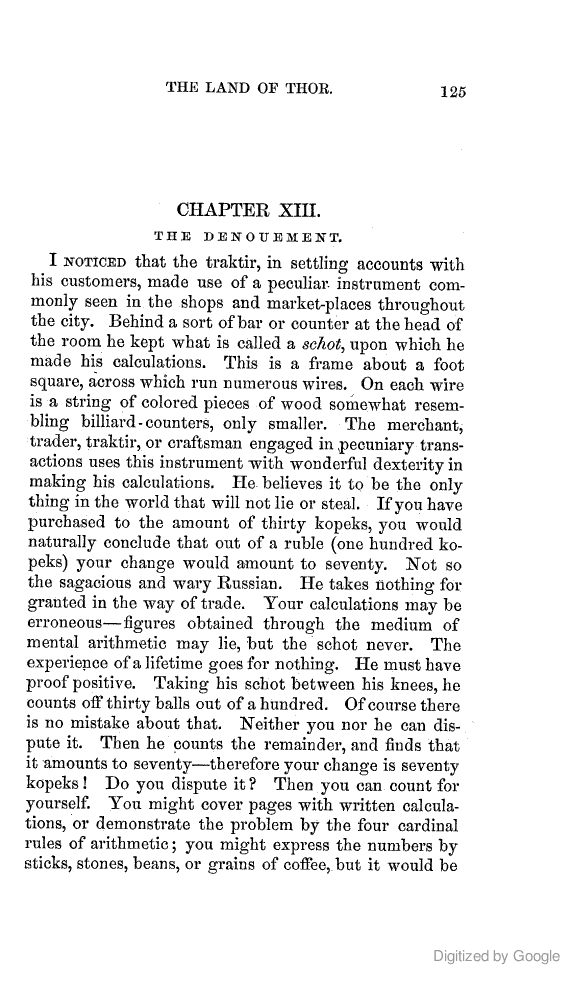 THE LAND OF THOR. 125
CHAPTER XIII.
THE DENOUEMENT.
I NOTICED that the traktir, in settling accounts with
his customers, made use of a peculiar instrument com-
monly seen in the shops and market-places throughout
the city. Behind a sort of bar or counter at the head of
the room he kept what is called a schot, upon which he
made his calculations. This is a frame about a foot
square, across which run numerous wires. On each wire
is a string of colored pieces of wood somewhat resem-
bling billiard-counters, only smaller. The merchant,
trader, traktir, or craftsman engaged in pecuniary trans-
actions uses this instrument with wonderful dexterity in
making his calculations. He believes it to be the only
thing in the world that will not lie or steal. If you have
purchased to the amount of thirty kopeks, you would
naturally conclude that out of a ruble (one hundred ko-
peks) your change would amount to seventy. Not so
the sagacious and wary Russian. He takes nothing for
granted in the way of trade. Your calculations may be
erroneous—figures obtained through the medium of
mental arithmetic may lie, but the schot never. The
experience of a lifetime goes for nothing. He must have
proof positive. Taking his schot between his knees, he
counts off thirty balls out of a hundred. Of course there
is no mistake about that. Neither you nor he can dis-
pute it. Then he counts the remainder, and finds that
it amounts to seventy—therefore your change is seventy
kopeks! Do you dispute it? Then you can count for
yourself. You might cover pages with written calcula-
tions, or demonstrate the problem by the four cardinal
rules of arithmetic; you might express the numbers by
sticks, stones, beans, or grains of coffee, but it would be
Digitized by Google